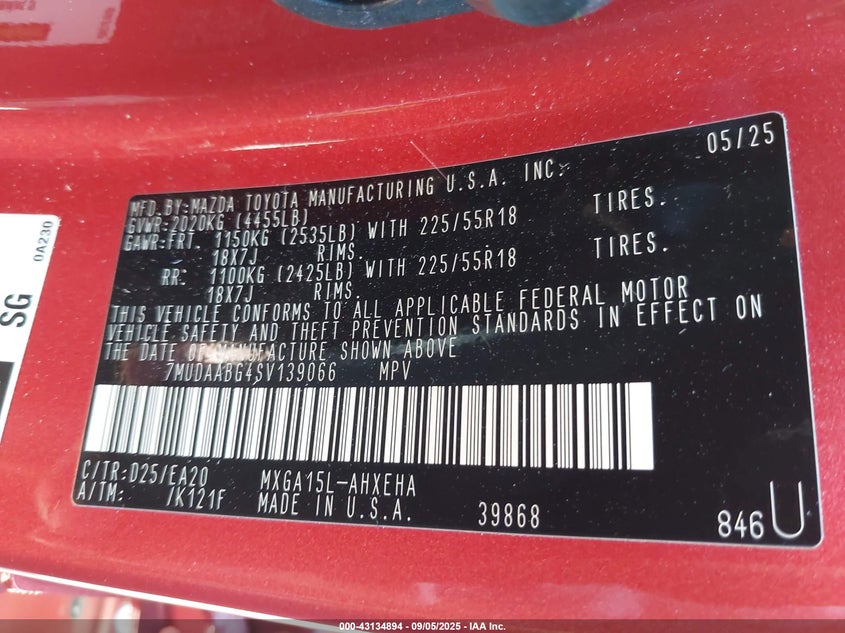 05/25
MFD.BY:MAZDA TOYOTA MANUFACTURING U.S.A. INC.
GVWR:2020KG (4455LB)
GAWR:FRT. 1150KG (2535LB) WITH 225/55R18 TIRES.
18X7J RIMS.
RR: 1100KG (2425LB) WITH 225/55R18 TIRES.
18X7J RIMS.
THIS VEHICLE CONFORMS TO ALL APPLICABLE FEDERAL MOTOR
VEHICLE SAFETY AND THEFT PREVENTION STANDARDS IN EFFECT ON
THE DATE OF MANUFACTURE SHOWN ABOVE
7MUDAABG4SV139066 MPV
C/TR:D25/EA20 MXGA15L-AHXEHA
A/TM: /K121F MADE IN U.S.A. 39868 846 U
0A230
SG
000-43134894 - 09/05/2025 - IAA Inc.